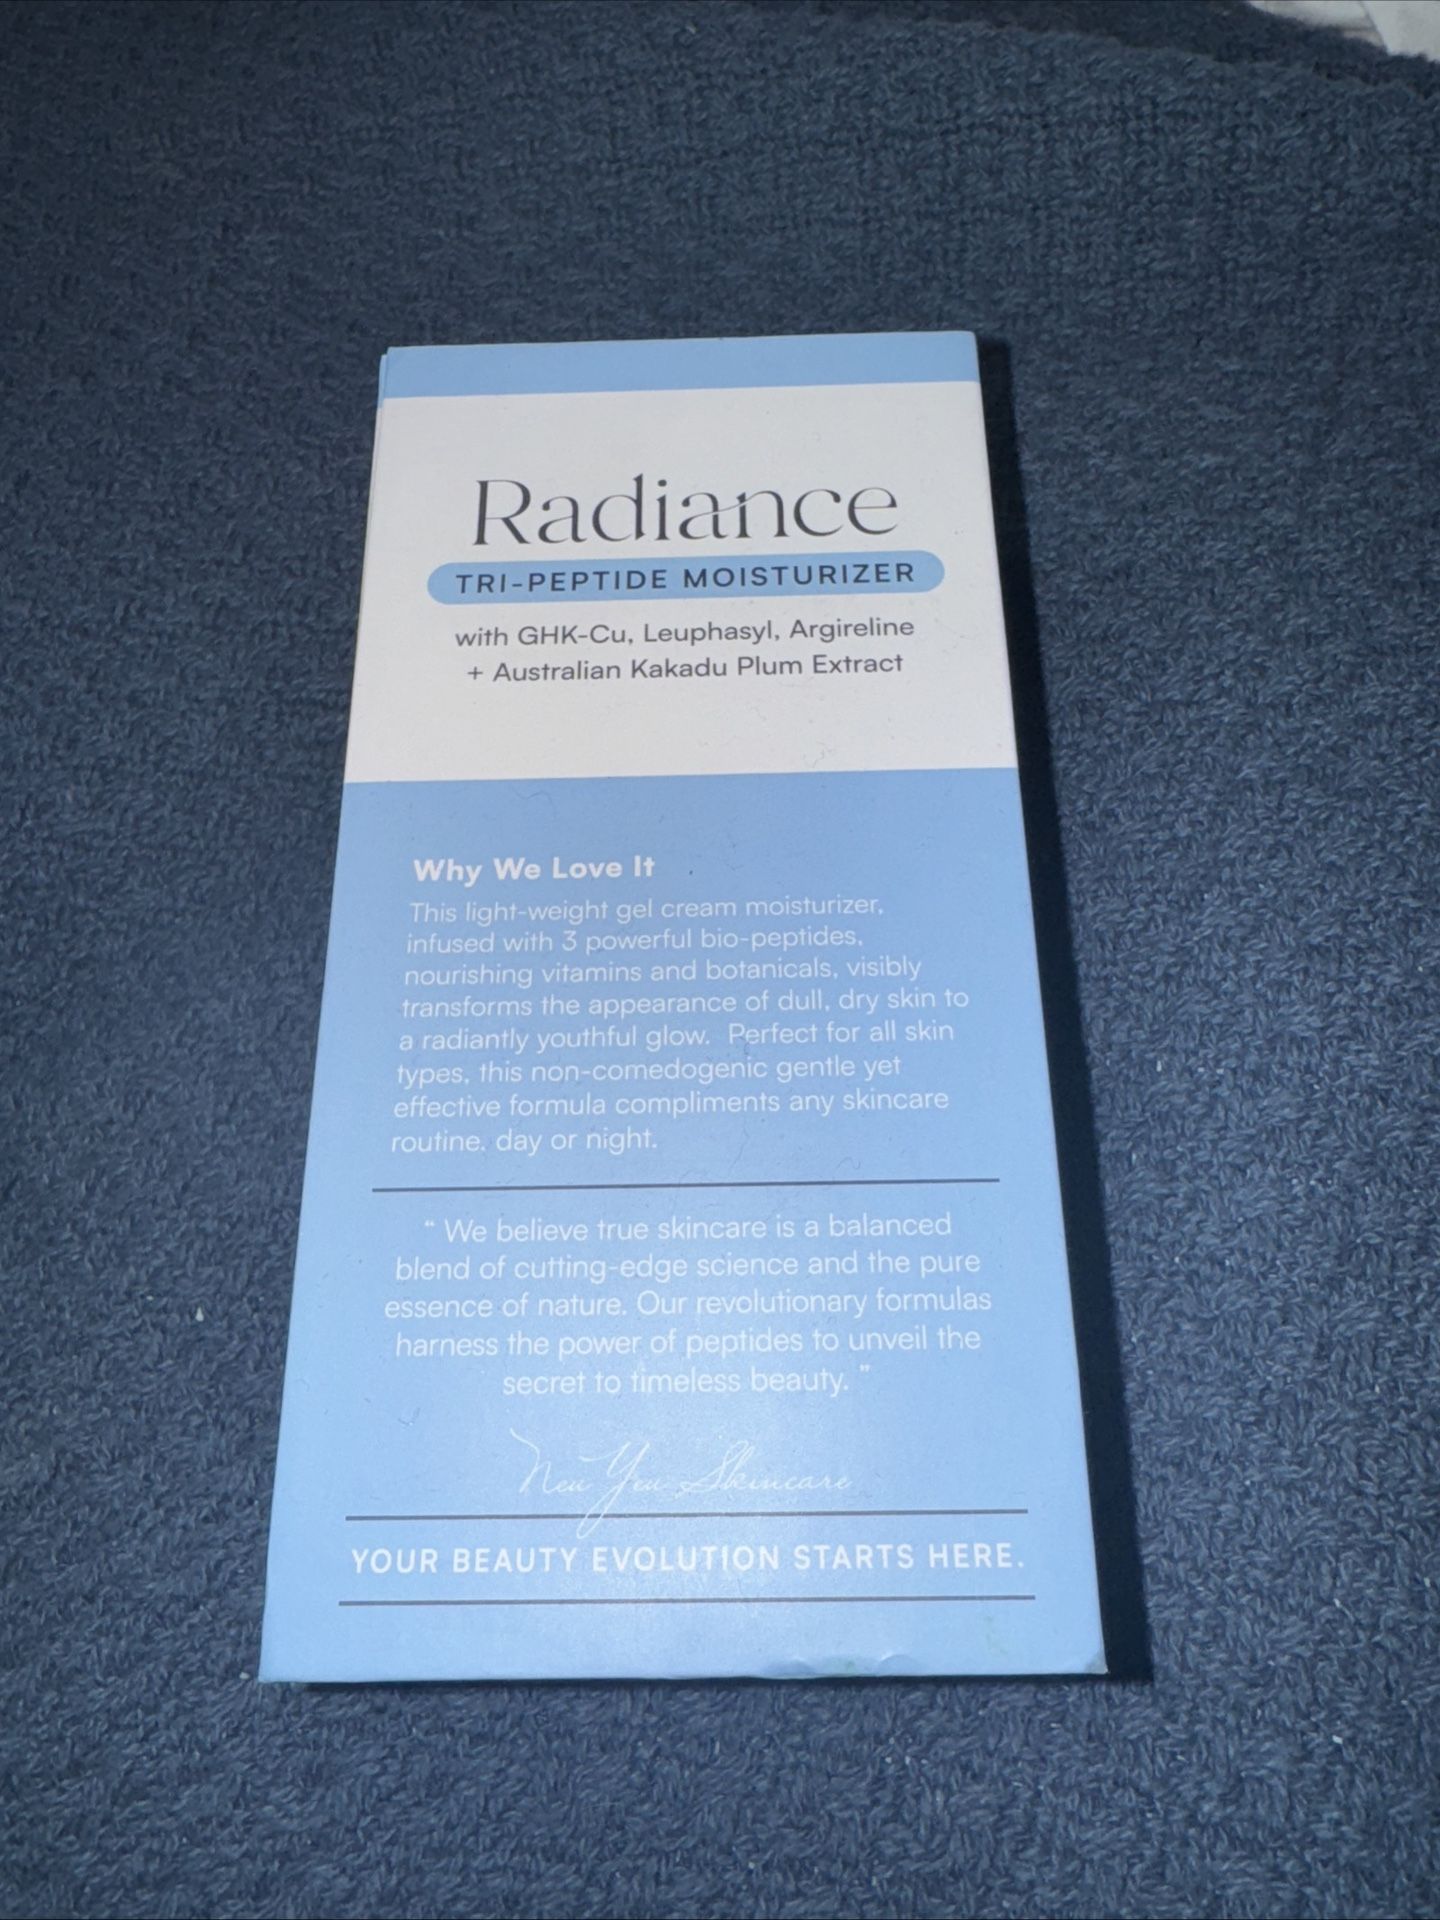 Radiance
TRI-PEPTIDE MOISTURIZER
with GHK-Cu, Leuphasyl, Argireline
+ Australian Kakadu Plum Extract
Why We Love It
This light-weight gel cream moisturizer,
infused with 3 powerful bio-peptides,
nourishing vitamins and botanicals, visibly
transforms the appearance of dull, dry skin to
a radiantly youthful glow. Perfect for all skin
types, this non-comedogenic gentle yet
effective formula compliments any skincare
routine, day or night.
“ We believe true skincare is a balanced
blend of cutting-edge science and the pure
essence of nature. Our revolutionary formulas
harness the power of peptides to unveil the
secret to timeless beauty. ”
Neu Yeu Skincare
YOUR BEAUTY EVOLUTION STARTS HERE.